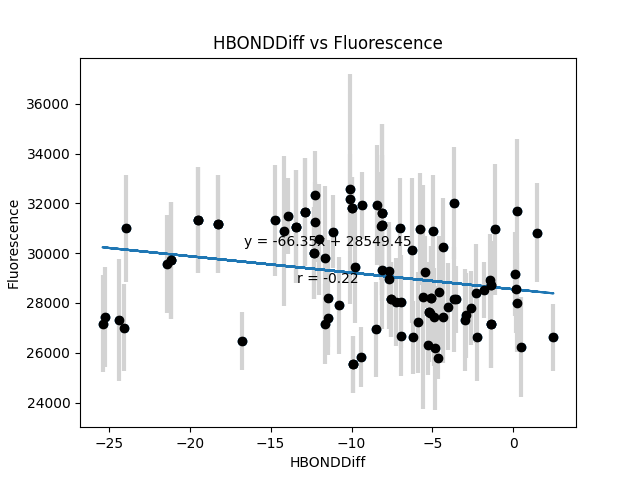 HBONDDiff vs Fluorescence
36000
34000
32000
30000
28000
26000
24000
Fluorescence
y = -66.35x + 28549.45
r = -0.22
−25
−20
−15
−10
−5
0
HBONDDiff